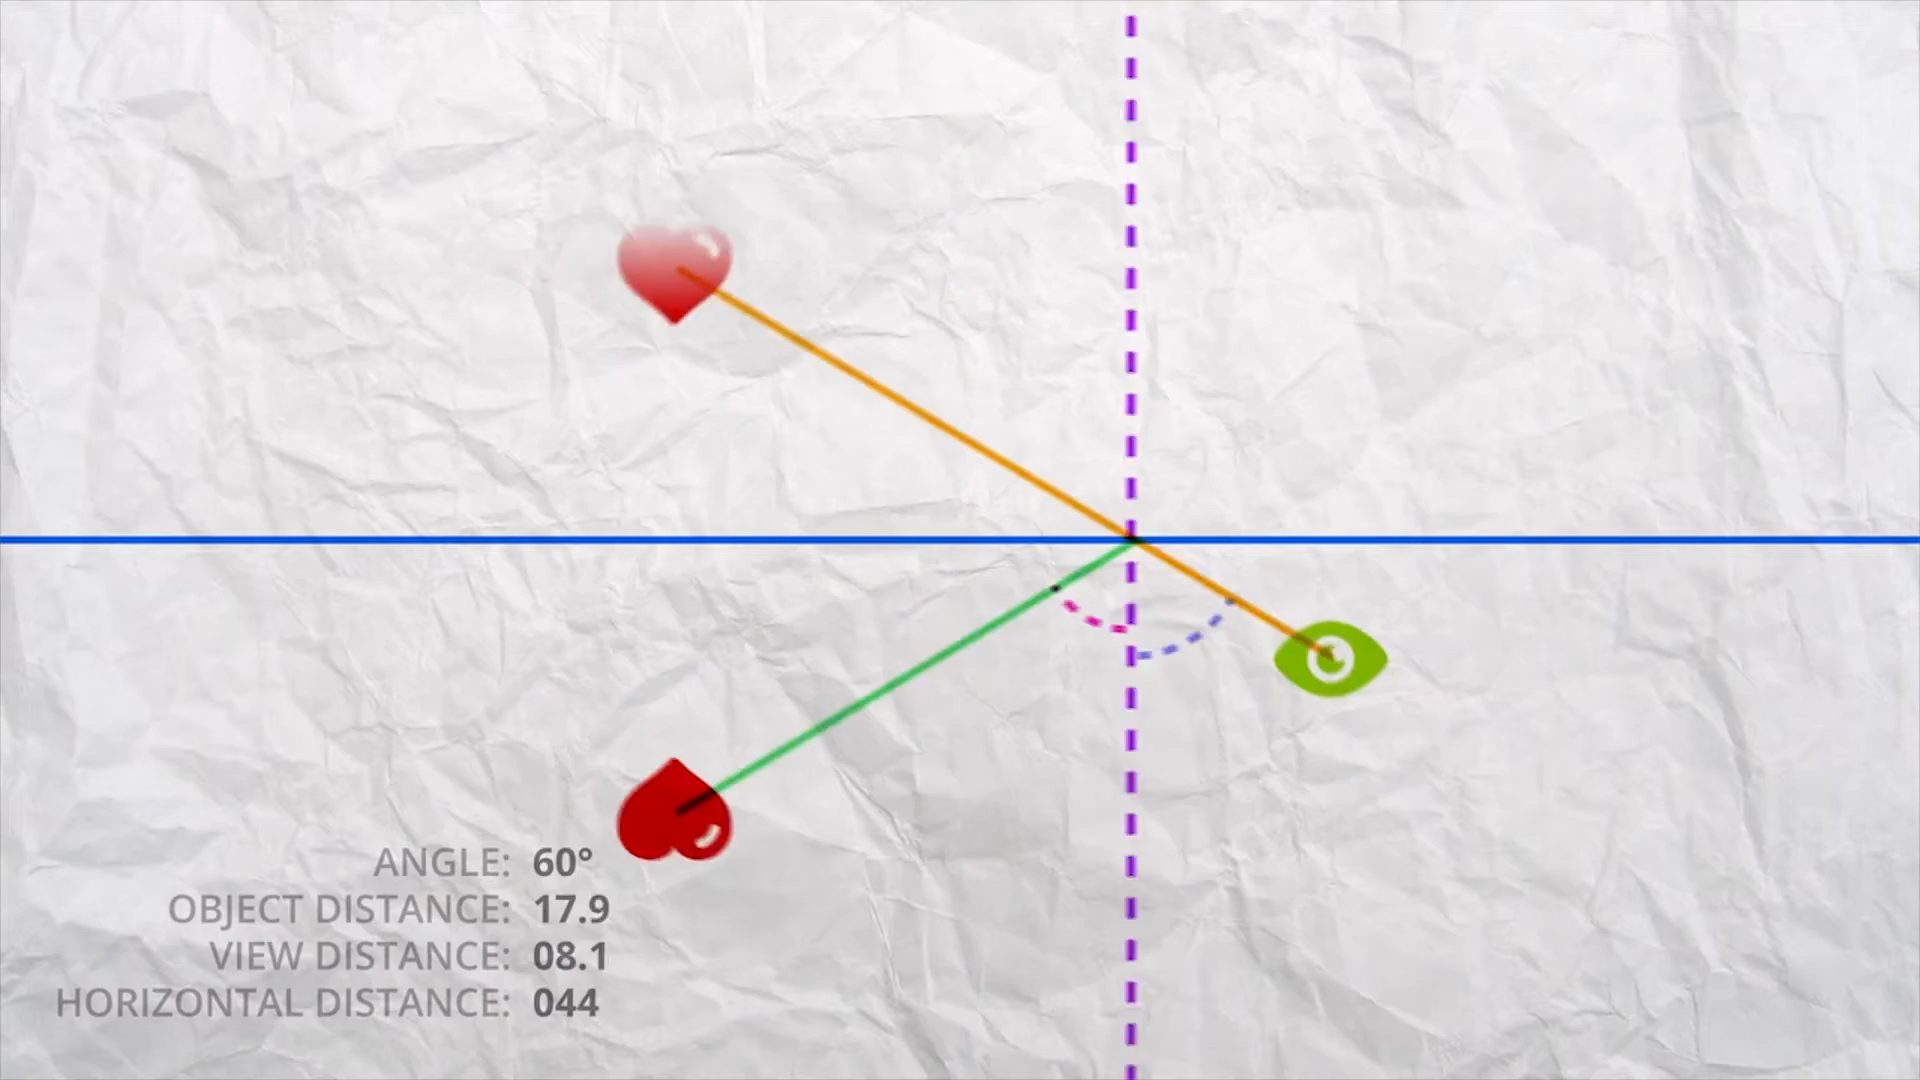 ANGLE: 60°
OBJECT DISTANCE: 17.9
VIEW DISTANCE: 08.1
HORIZONTAL DISTANCE: 044